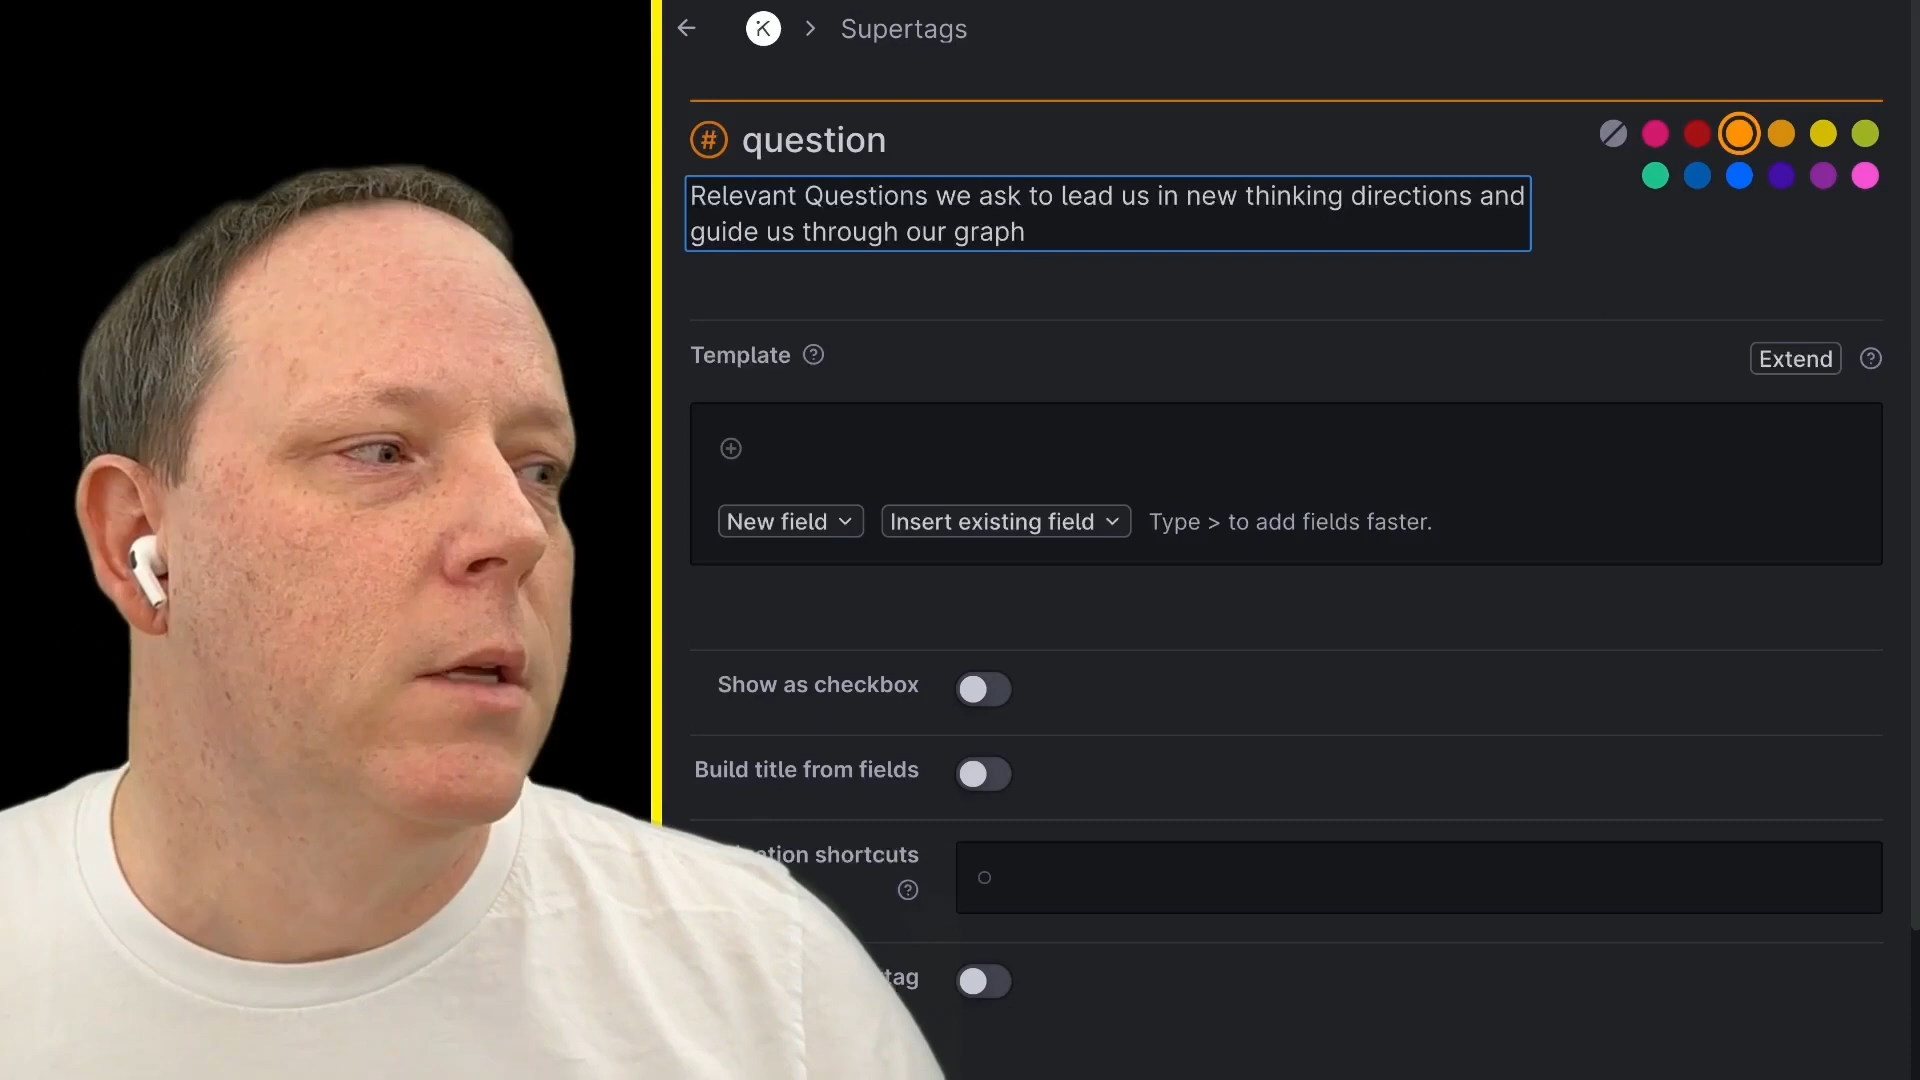 Supertags
# question
Relevant Questions we ask to lead us in new thinking directions and
guide us through our graph
Template
Extend
New field
Insert existing field
Type > to add fields faster.
Show as checkbox
Build title from fields
shortcuts